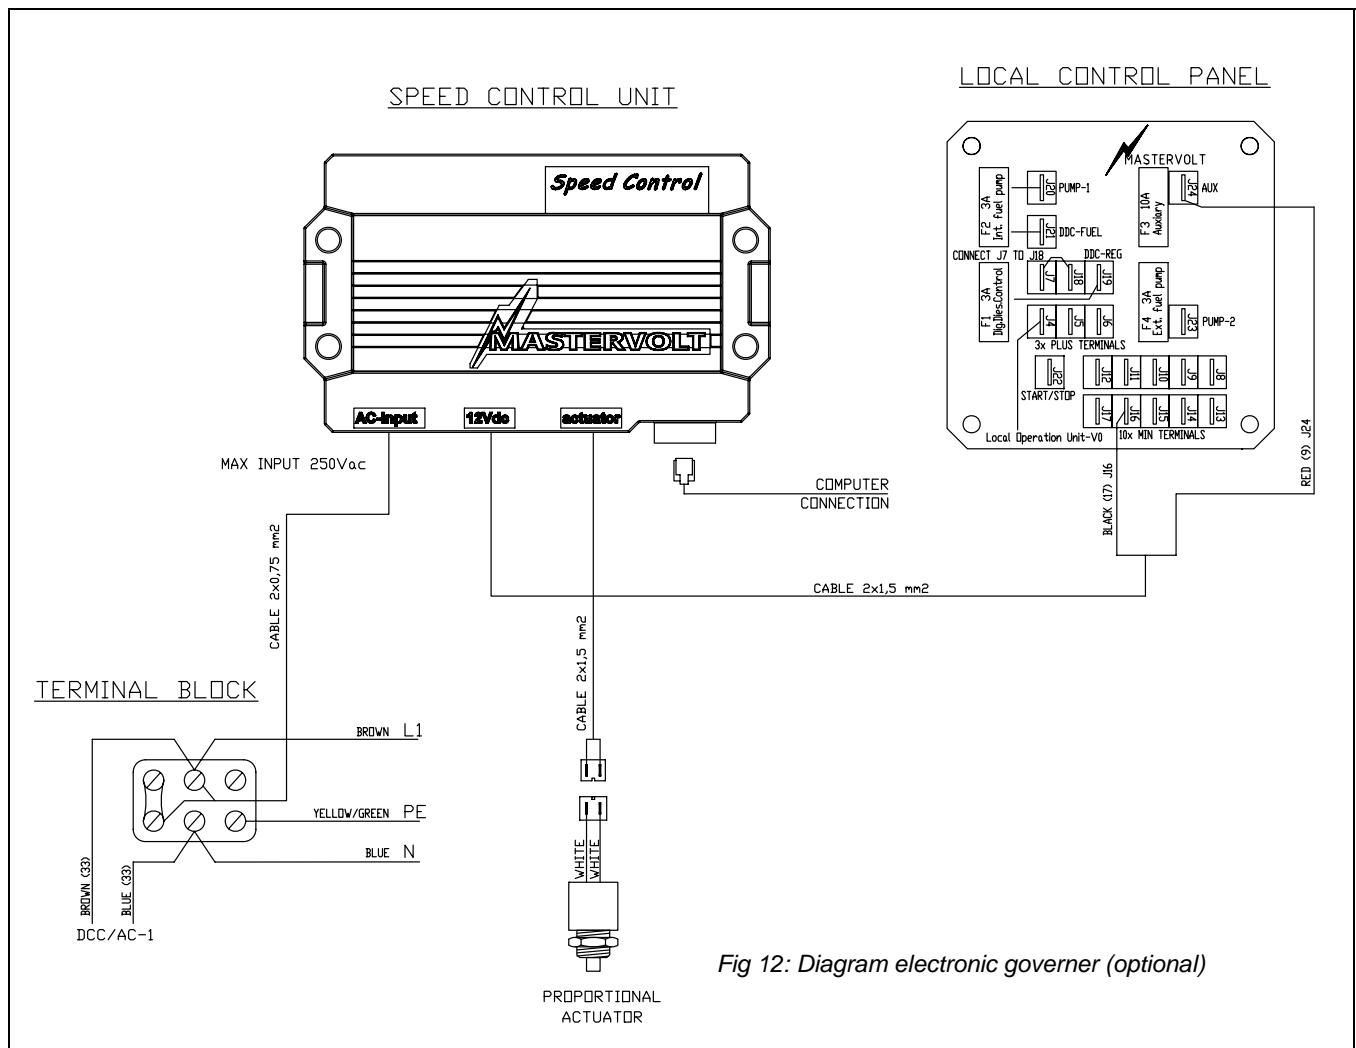 SPEED CONTROL UNIT
LOCAL CONTROL PANEL
Speed Control
MASTERVOLT
AC-input
12Vdc
actuator
MAX INPUT 250Vac
COMPUTER
CONNECTION
CABLE 2x0,75 mm2
CABLE 2x1,5 mm2
CABLE 2x1,5 mm2
MASTERVOLT
F2 3A
Int. fuel pump
J20
PUMP-1
J21
DDC-FUEL
F3 10A
Auxiary
J24
AUX
CONNECT J7 TO J18
DDC-REG
F1 3A
Dig.Dies.Control
J7
J18
J19
J4
J5
J6
3x PLUS TERMINALS
F4 3A
Ext. fuel pump
J23
PUMP-2
J22
START/STOP
J12
J11
J10
J9
J8
J17
J16
J15
J14
J13
Local Operation Unit-V0
10x MIN TERMINALS
BLACK (17) J16
RED (9) J24
TERMINAL BLOCK
BROWN L1
YELLOW/GREEN PE
BLUE N
BROWN (33)
BLUE (33)
DCC/AC-1
WHITE
WHITE
PROPORTIONAL
ACTUATOR
Fig 12: Diagram electronic governer (optional)